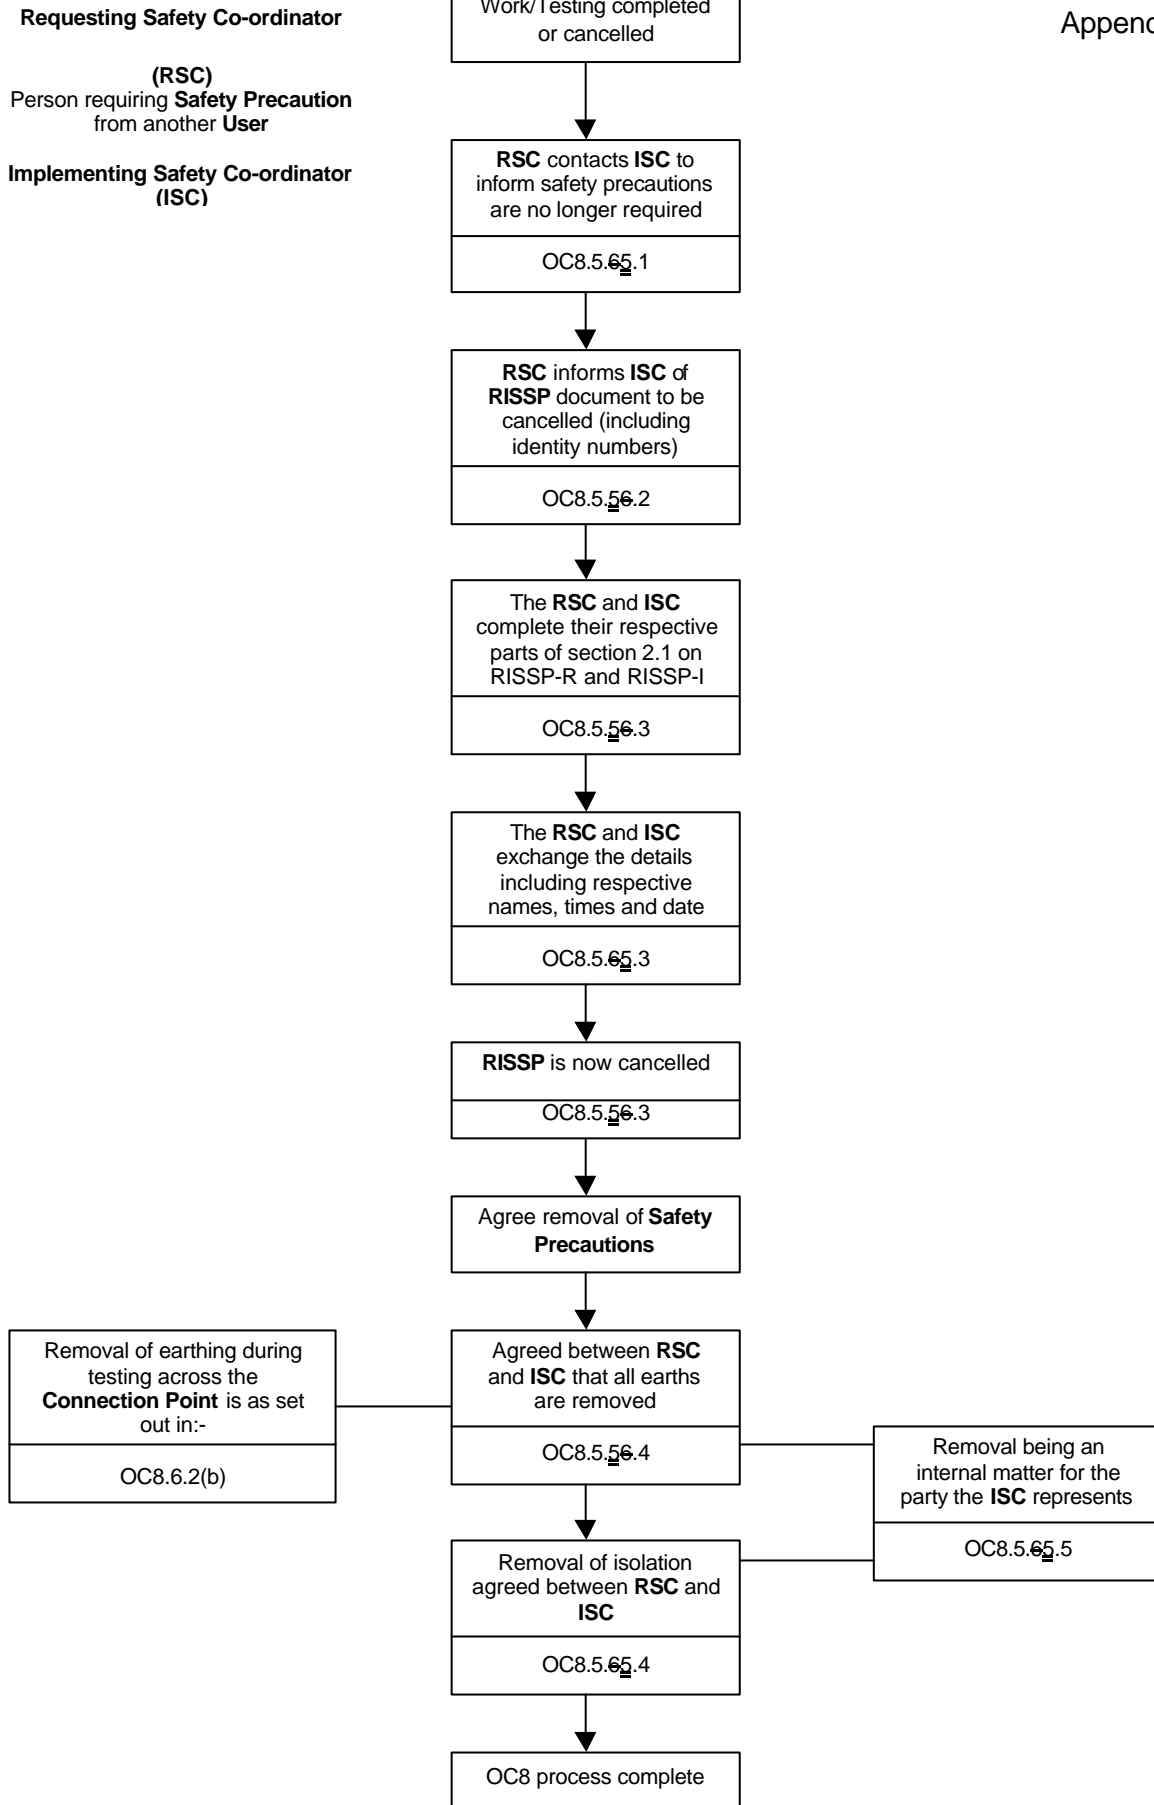 Requesting Safety Co-ordinator
(RSC)
Person requiring Safety Precaution
from another User
Implementing Safety Co-ordinator
(ISC)
Work/Testing completed
or cancelled
Appenc
RSC contacts ISC to
inform safety precautions
are no longer required
OC8.5.65.1
RSC informs ISC of
RISSP document to be
cancelled (including
identity numbers)
OC8.5.56.2
The RSC and ISC
complete their respective
parts of section 2.1 on
RISSP-R and RISSP-I
OC8.5.56.3
The RSC and ISC
exchange the details
including respective
names, times and date
OC8.5.65.3
RISSP is now cancelled
OC8.5.56.3
Agree removal of Safety
Precautions
Removal of earthing during
testing across the
Connection Point is as set
out in:-
OC8.6.2(b)
Agreed between RSC
and ISC that all earths
are removed
OC8.5.56.4
Removal being an
internal matter for the
party the ISC represents
OC8.5.65.5
Removal of isolation
agreed between RSC and
ISC
OC8.5.65.4
OC8 process complete